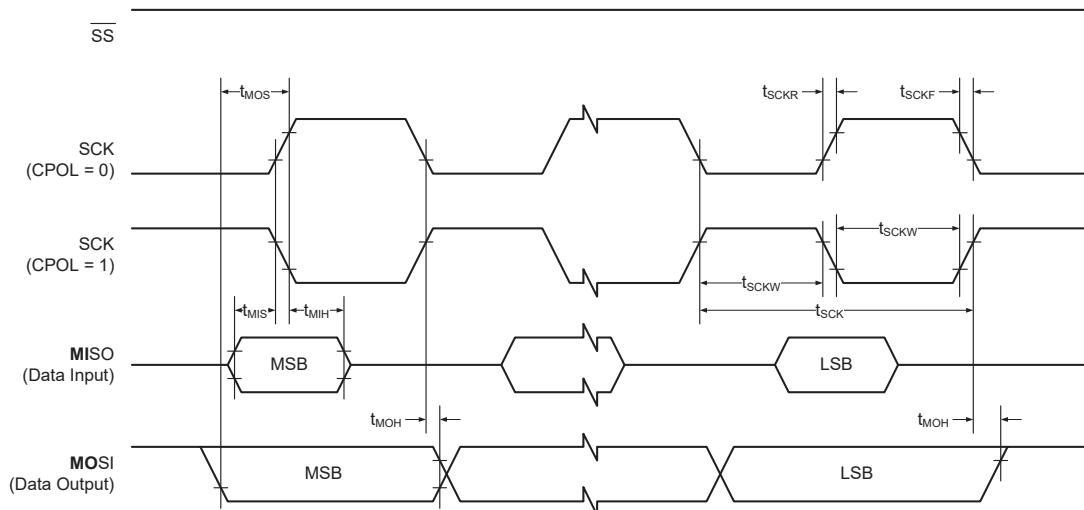 SS
tMOS
tSCKR
tSCKF
SCK
(CPOL = 0)
SCK
(CPOL = 1)
tSCKW
tSCKW
tMIS
tMIH
tSCK
MISO
(Data Input)
MSB
LSB
tMOH
tMOH
MOSI
(Data Output)
MSB
LSB